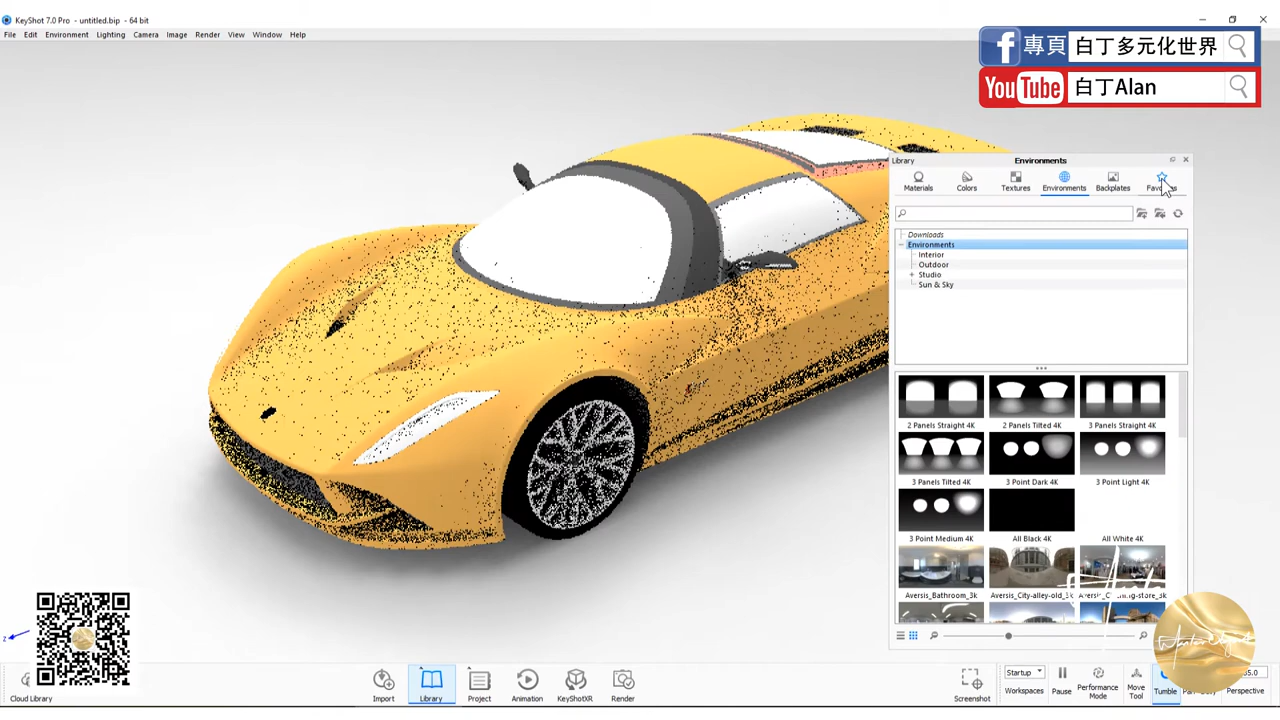 KeyShot 7.0 Pro - untitled.bip - 64 bit
File Edit Environment Lighting Camera Image Render View Window Help
f 專頁 白丁多元化世界
YouTube 白丁Alan
Library Environments
Materials Colors Textures Environments Backplates
Downloads
Environments
Interior
Outdoor
Studio
Sun & Sky
2 Panels Straight 4K 2 Panels Tilted 4K 3 Panels Straight 4K
3 Panels Tilted 4K 3 Point Dark 4K 3 Point Light 4K
3 Point Medium 4K All Black 4K All White 4K
Aversis_Bathroom_3k Aversis_City-alley-old_3k
Cloud Library Import Library Project Animation KeyShotXR Render Screenshot
Startup
Workspaces Pause Performance Mode Move Tool Tumble Perspective